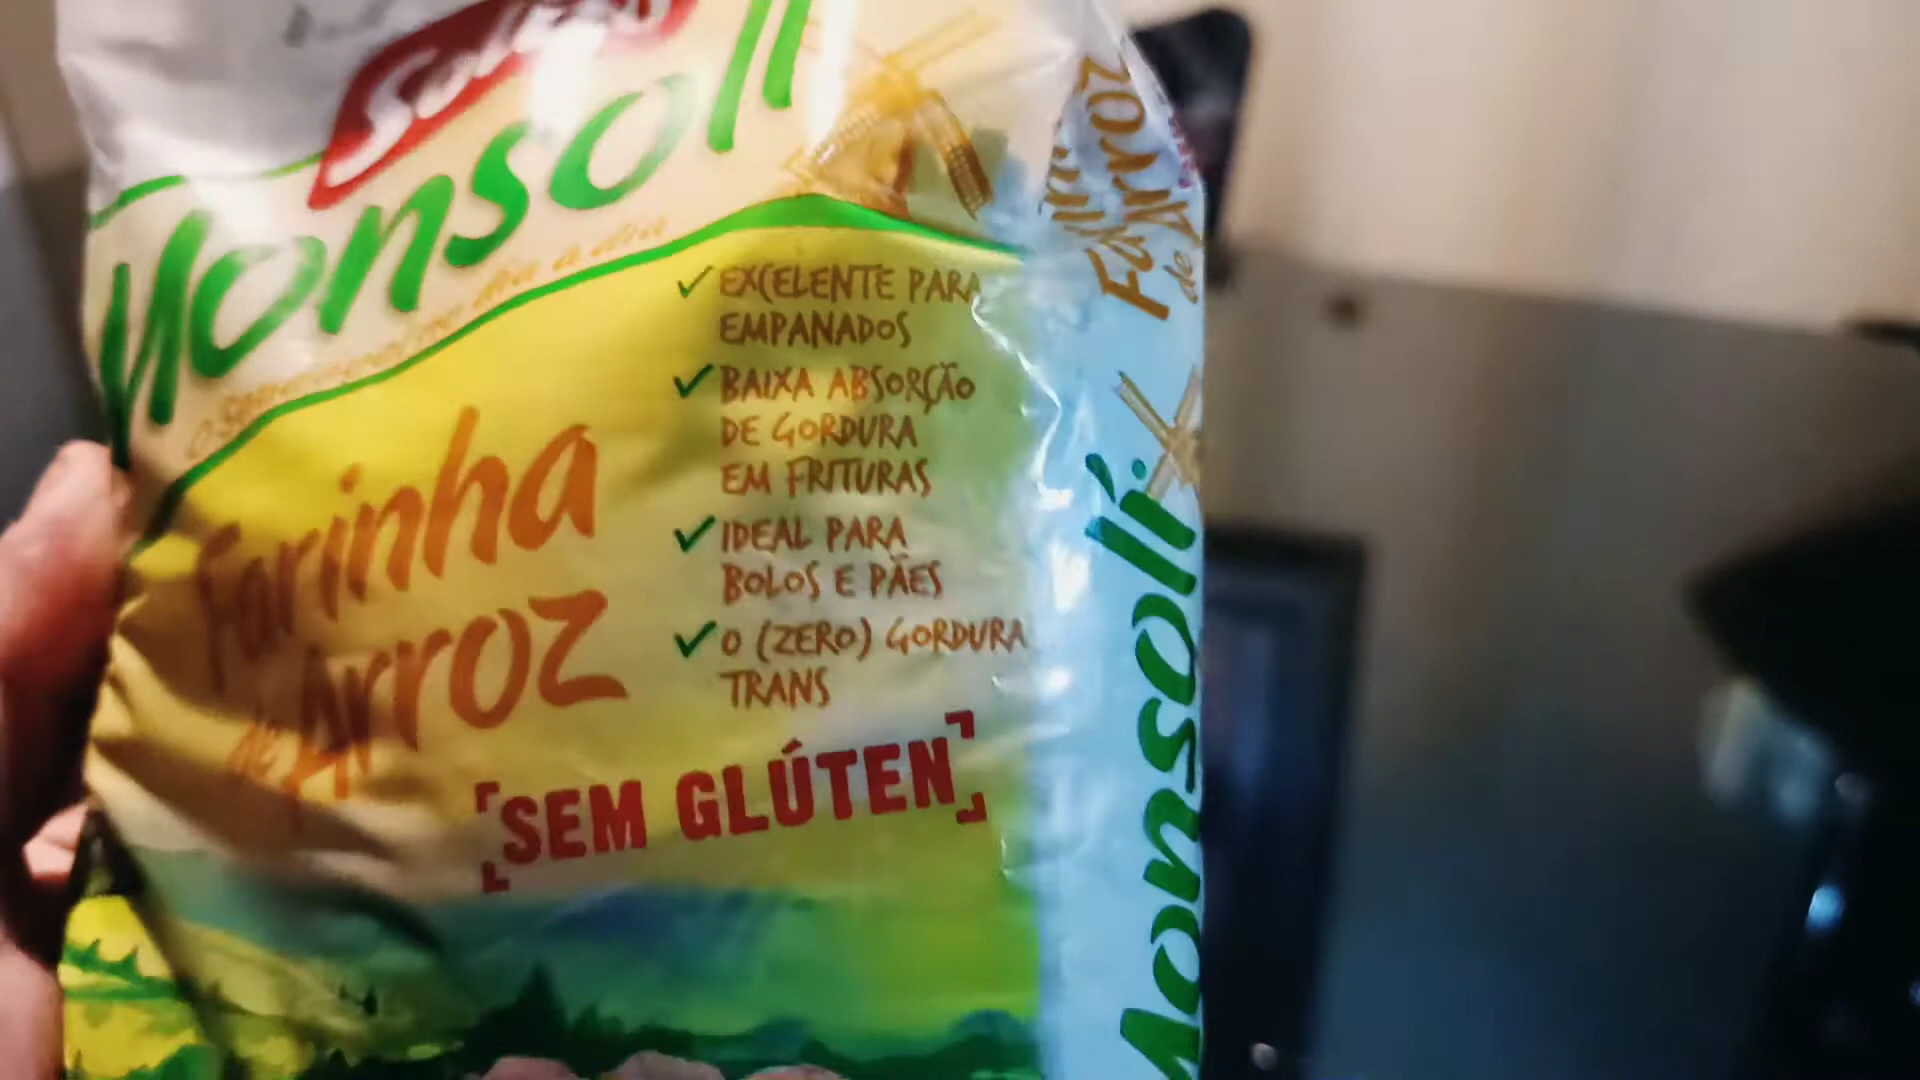 Monsoli
Farinha
de Arroz
✓ EXCELENTE PARA
EMPANADOS
✓ BAIXA ABSORÇÃO
DE GORDURA
EM FRITURAS
✓ IDEAL PARA
BOLOS E PÃES
✓ 0 (ZERO) GORDURA
TRANS
SEM GLÚTEN
Farinha
de Arroz
Monsoli